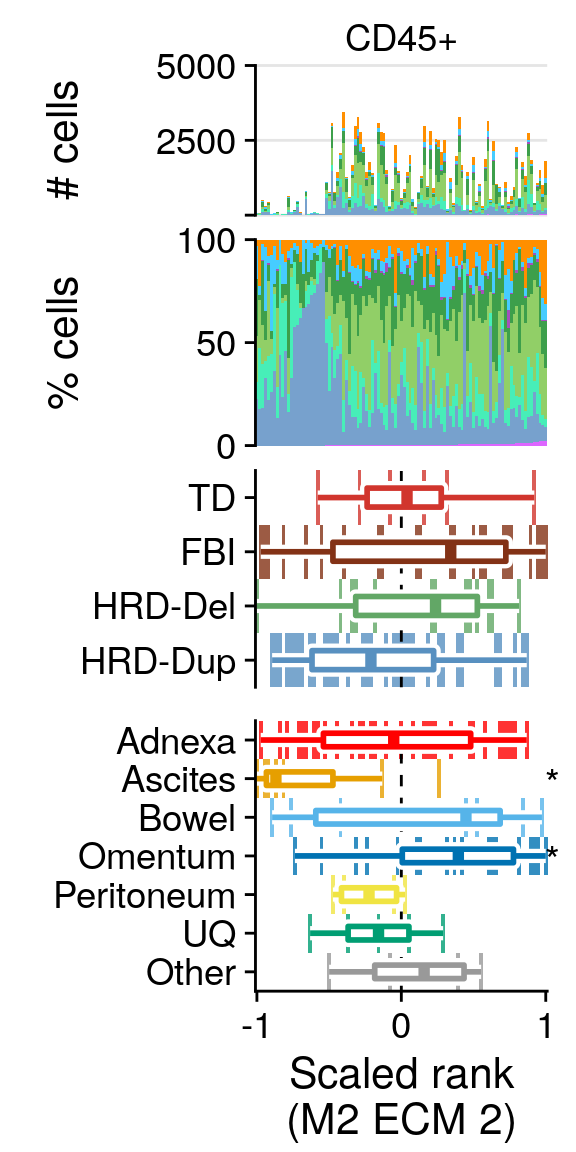 CD45+
5000
2500
# cells
100
50
0
% cells
TD
FBI
HRD-Del
HRD-Dup
Adnexa
Ascites *
Bowel
Omentum *
Peritoneum
UQ
Other
-1 0 1
Scaled rank
(M2 ECM 2)